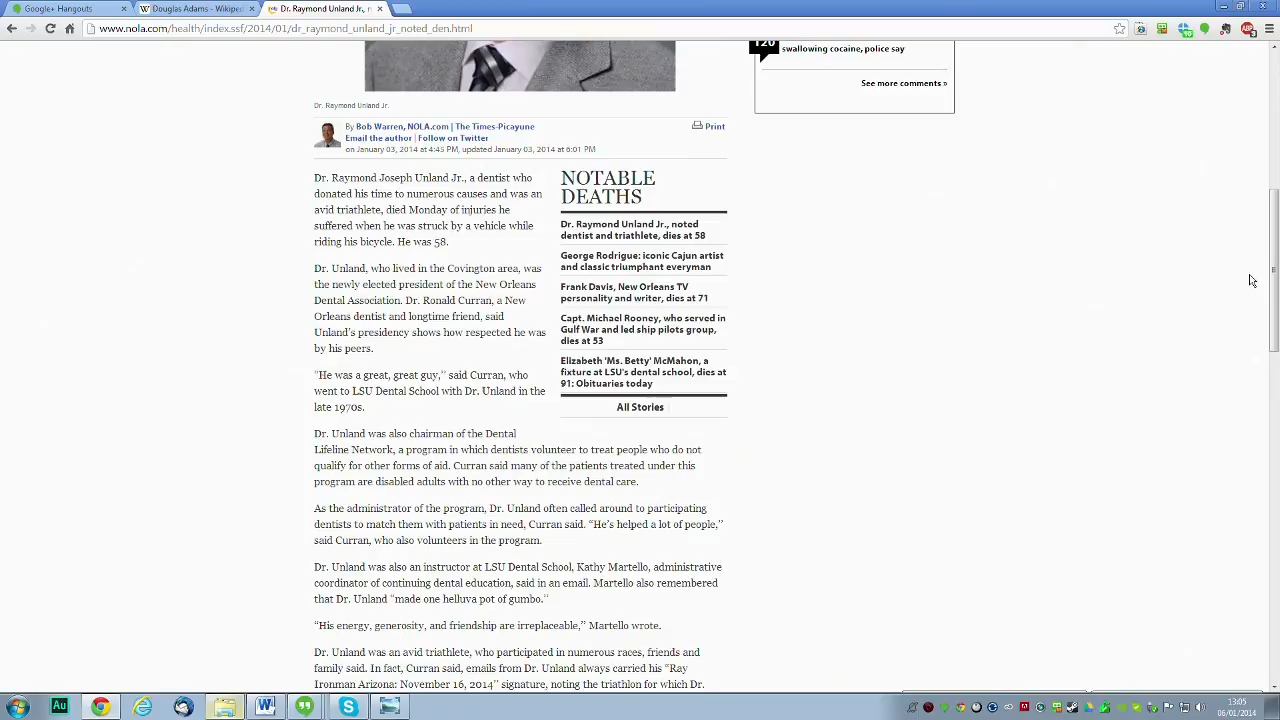 Google+ Hangouts
Douglas Adams - Wikiped
Dr. Raymond Unland Jr., n
www.nola.com/health/index.ssf/2014/01/dr_raymond_unland_jr_noted_den.html
120
swallowing cocaine, police say
See more comments »
Dr. Raymond Unland Jr.
By Bob Warren, NOLA.com | The Times-Picayune
Email the author | Follow on Twitter
on January 03, 2014 at 4:45 PM, updated January 03, 2014 at 6:01 PM
Print
Dr. Raymond Joseph Unland Jr., a dentist who
donated his time to numerous causes and was an
avid triathlete, died Monday of injuries he
suffered when he was struck by a vehicle while
riding his bicycle. He was 58.
Dr. Unland, who lived in the Covington area, was
the newly elected president of the New Orleans
Dental Association. Dr. Ronald Curran, a New
Orleans dentist and longtime friend, said
Unland's presidency shows how respected he was
by his peers.
"He was a great, great guy," said Curran, who
went to LSU Dental School with Dr. Unland in the
late 1970s.
NOTABLE
DEATHS
Dr. Raymond Unland Jr., noted
dentist and triathlete, dies at 58
George Rodrigue: iconic Cajun artist
and classic triumphant everyman
Frank Davis, New Orleans TV
personality and writer, dies at 71
Capt. Michael Rooney, who served in
Gulf War and led ship pilots group,
dies at 53
Elizabeth 'Ms. Betty' McMahon, a
fixture at LSU's dental school, dies at
91: Obituaries today
All Stories
Dr. Unland was also chairman of the Dental
Lifeline Network, a program in which dentists volunteer to treat people who do not
qualify for other forms of aid. Curran said many of the patients treated under this
program are disabled adults with no other way to receive dental care.
As the administrator of the program, Dr. Unland often called around to participating
dentists to match them with patients in need, Curran said. "He's helped a lot of people,"
said Curran, who also volunteers in the program.
Dr. Unland was also an instructor at LSU Dental School, Kathy Martello, administrative
coordinator of continuing dental education, said in an email. Martello also remembered
that Dr. Unland "made one helluva pot of gumbo."
"His energy, generosity, and friendship are irreplaceable," Martello wrote.
Dr. Unland was an avid triathlete, who participated in numerous races, friends and
family said. In fact, Curran said, emails from Dr. Unland always carried his "Ray
Ironman Arizona: November 16, 2014" signature, noting the triathlon for which Dr.
13:05
06/01/2014